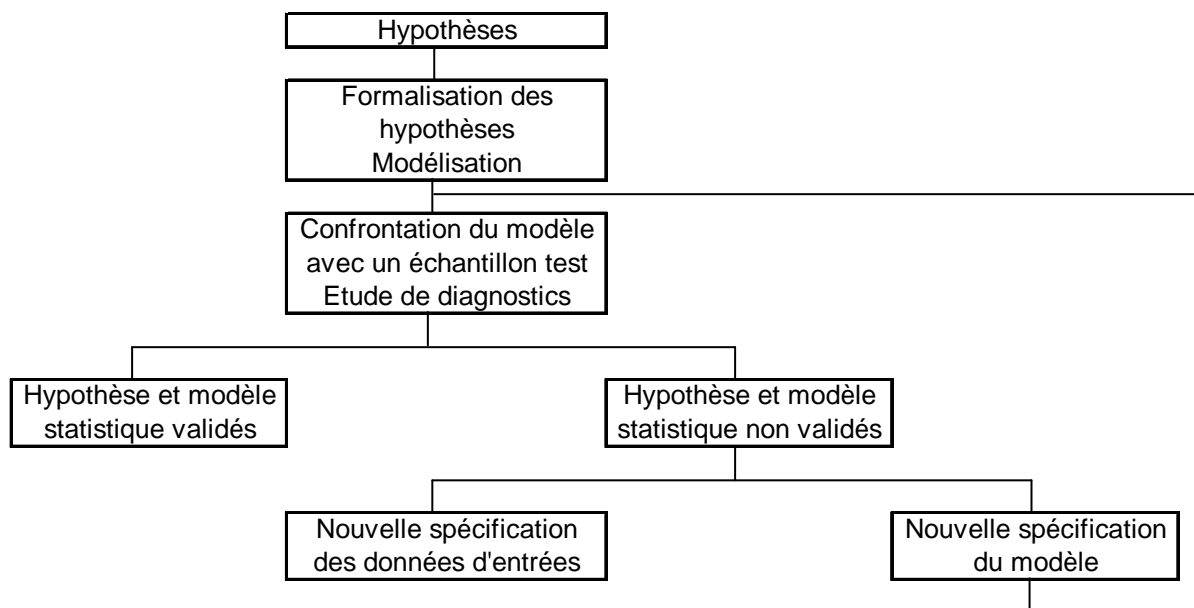 Hypothèses
Formalisation des
hypothèses
Modélisation
Confrontation du modèle
avec un échantillon test
Etude de diagnostics
Hypothèse et modèle
statistique validés
Hypothèse et modèle
statistique non validés
Nouvelle spécification
des données d'entrées
Nouvelle spécification
du modèle